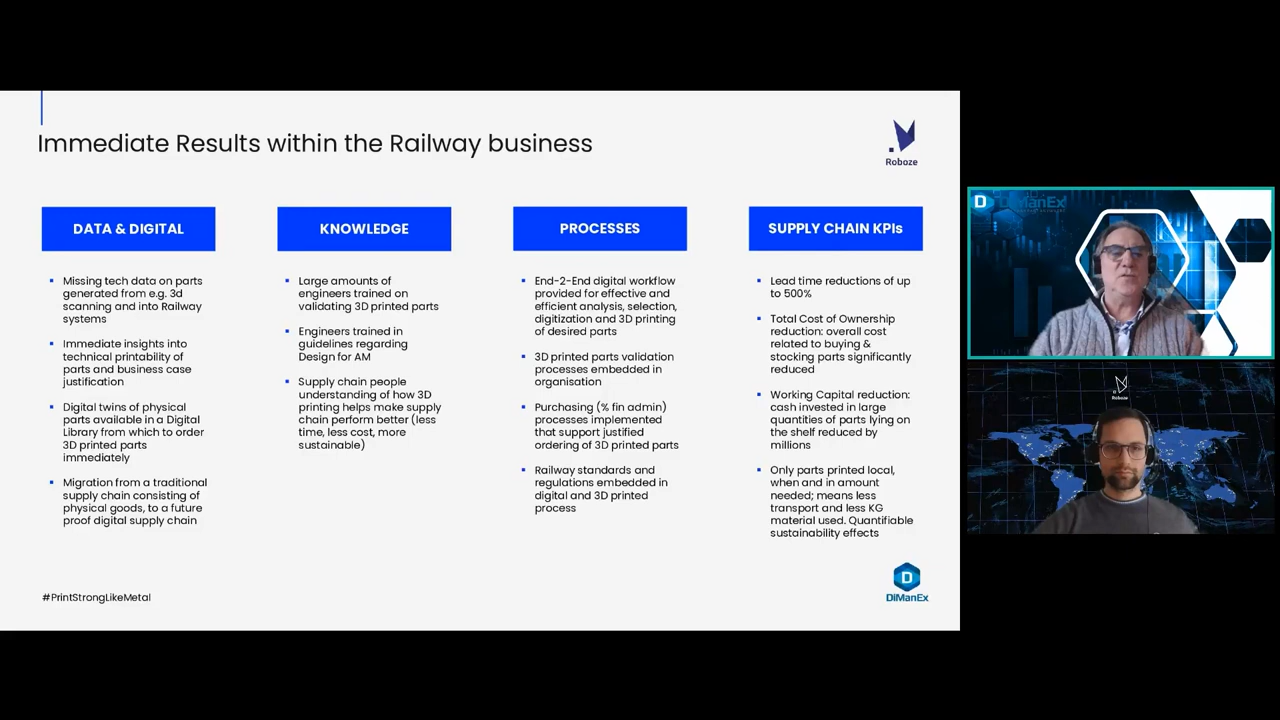 Immediate Results within the Railway business
Roboze
DATA & DIGITAL
Missing tech data on parts
generated from e.g. 3d
scanning and into Railway
systems
Immediate insights into
technical printability of
parts and business case
justification
Digital twins of physical
parts available in a Digital
Library from which to order
3D printed parts
immediately
Migration from a traditional
supply chain consisting of
physical goods, to a future
proof digital supply chain
KNOWLEDGE
Large amounts of
engineers trained on
validating 3D printed parts
Engineers trained in
guidelines regarding
Design for AM
Supply chain people
understanding of how 3D
printing helps make supply
chain perform better (less
time, less cost, more
sustainable)
PROCESSES
End-2-End digital workflow
provided for effective and
efficient analysis, selection,
digitization and 3D printing
of desired parts
3D printed parts validation
processes embedded in
organisation
Purchasing (% fin admin)
processes implemented
that support justified
ordering of 3D printed parts
Railway standards and
regulations embedded in
digital and 3D printed
process
SUPPLY CHAIN KPIs
Lead time reductions of up
to 500%
Total Cost of Ownership
reduction: overall cost
related to buying &
stocking parts significantly
reduced
Working Capital reduction:
cash invested in large
quantities of parts lying on
the shelf reduced by
millions
Only parts printed local,
when and in amount
needed; means less
transport and less KG
material used. Quantifiable
sustainability effects
#PrintStrongLikeMetal
D
DiManEx
D DiManEx
Roboze